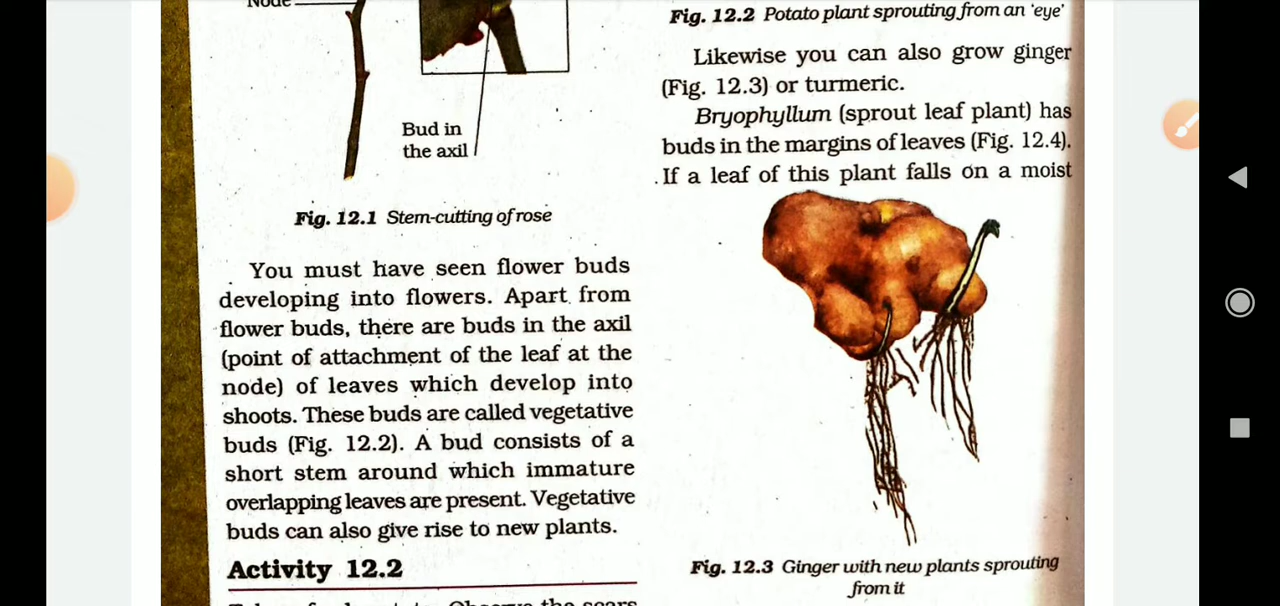 Node
Bud in
the axil
Fig. 12.1 Stem-cutting of rose
You must have seen flower buds
developing into flowers. Apart from
flower buds, there are buds in the axil
(point of attachment of the leaf at the
node) of leaves which develop into
shoots. These buds are called vegetative
buds (Fig. 12.2). A bud consists of a
short stem around which immature
overlapping leaves are present. Vegetative
buds can also give rise to new plants.
Activity 12.2
Fig. 12.2 Potato plant sprouting from an 'eye'
Likewise you can also grow ginger
(Fig. 12.3) or turmeric.
Bryophyllum (sprout leaf plant) has
buds in the margins of leaves (Fig. 12.4).
If a leaf of this plant falls on a moist
Fig. 12.3 Ginger with new plants sprouting
from it